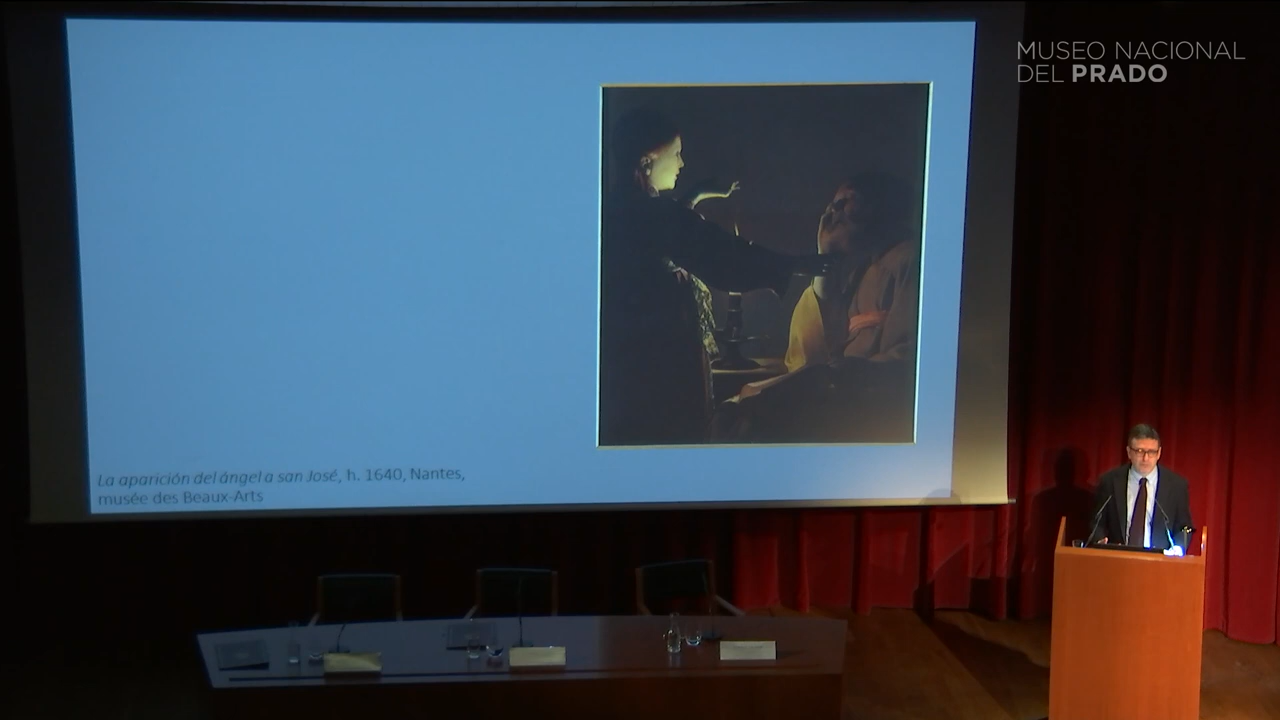 MUSEO NACIONAL
DEL PRADO
La aparición del ángel a san José, h. 1640, Nantes,
musée des Beaux-Arts